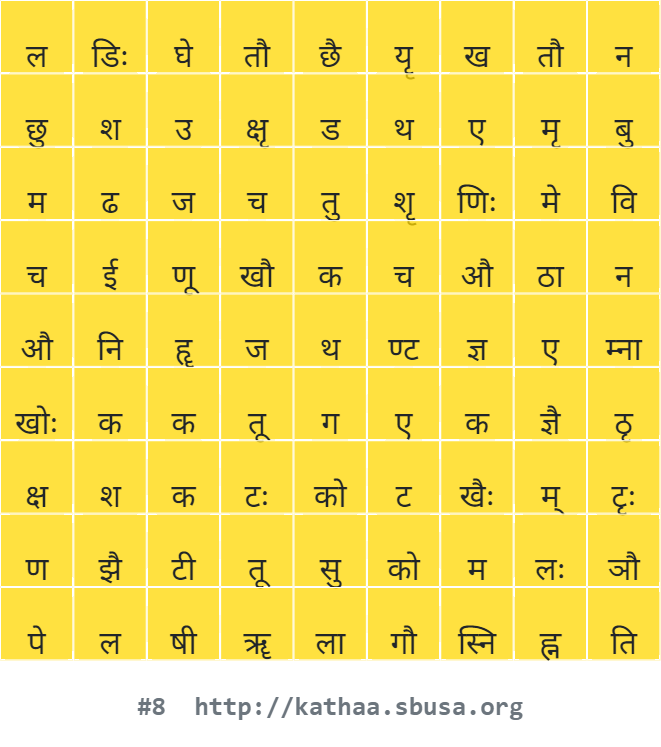 ल डिः घे तौ छै यृ ख तौ न
छु श उ क्षृ ड थ ए मृ बु
म ढ ज च तु शृ णिः मे वि
च ई णू खौ क च औ ठा न
औ नि हृ ज थ ण्ट ज्ञ ए म्ना
खोः क क तू ग ए क ज्ञै ठृ
क्ष श क टः को ट खैः म् टृः
ण झै टी तू सु को म लः ञौ
पे ल षी ॠ ला गौ स्नि ह्न ति
#8 http://kathaa.sbusa.org